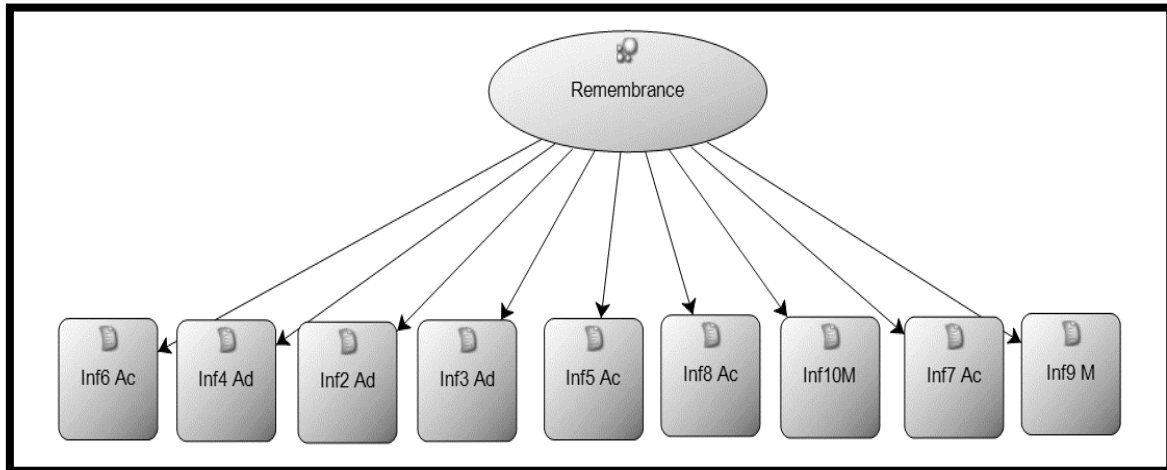 Remembrance
Inf6 Ac
Inf4 Ad
Inf2 Ad
Inf3 Ad
Inf5 Ac
Inf8 Ac
Inf10M
Inf7 Ac
Inf9 M